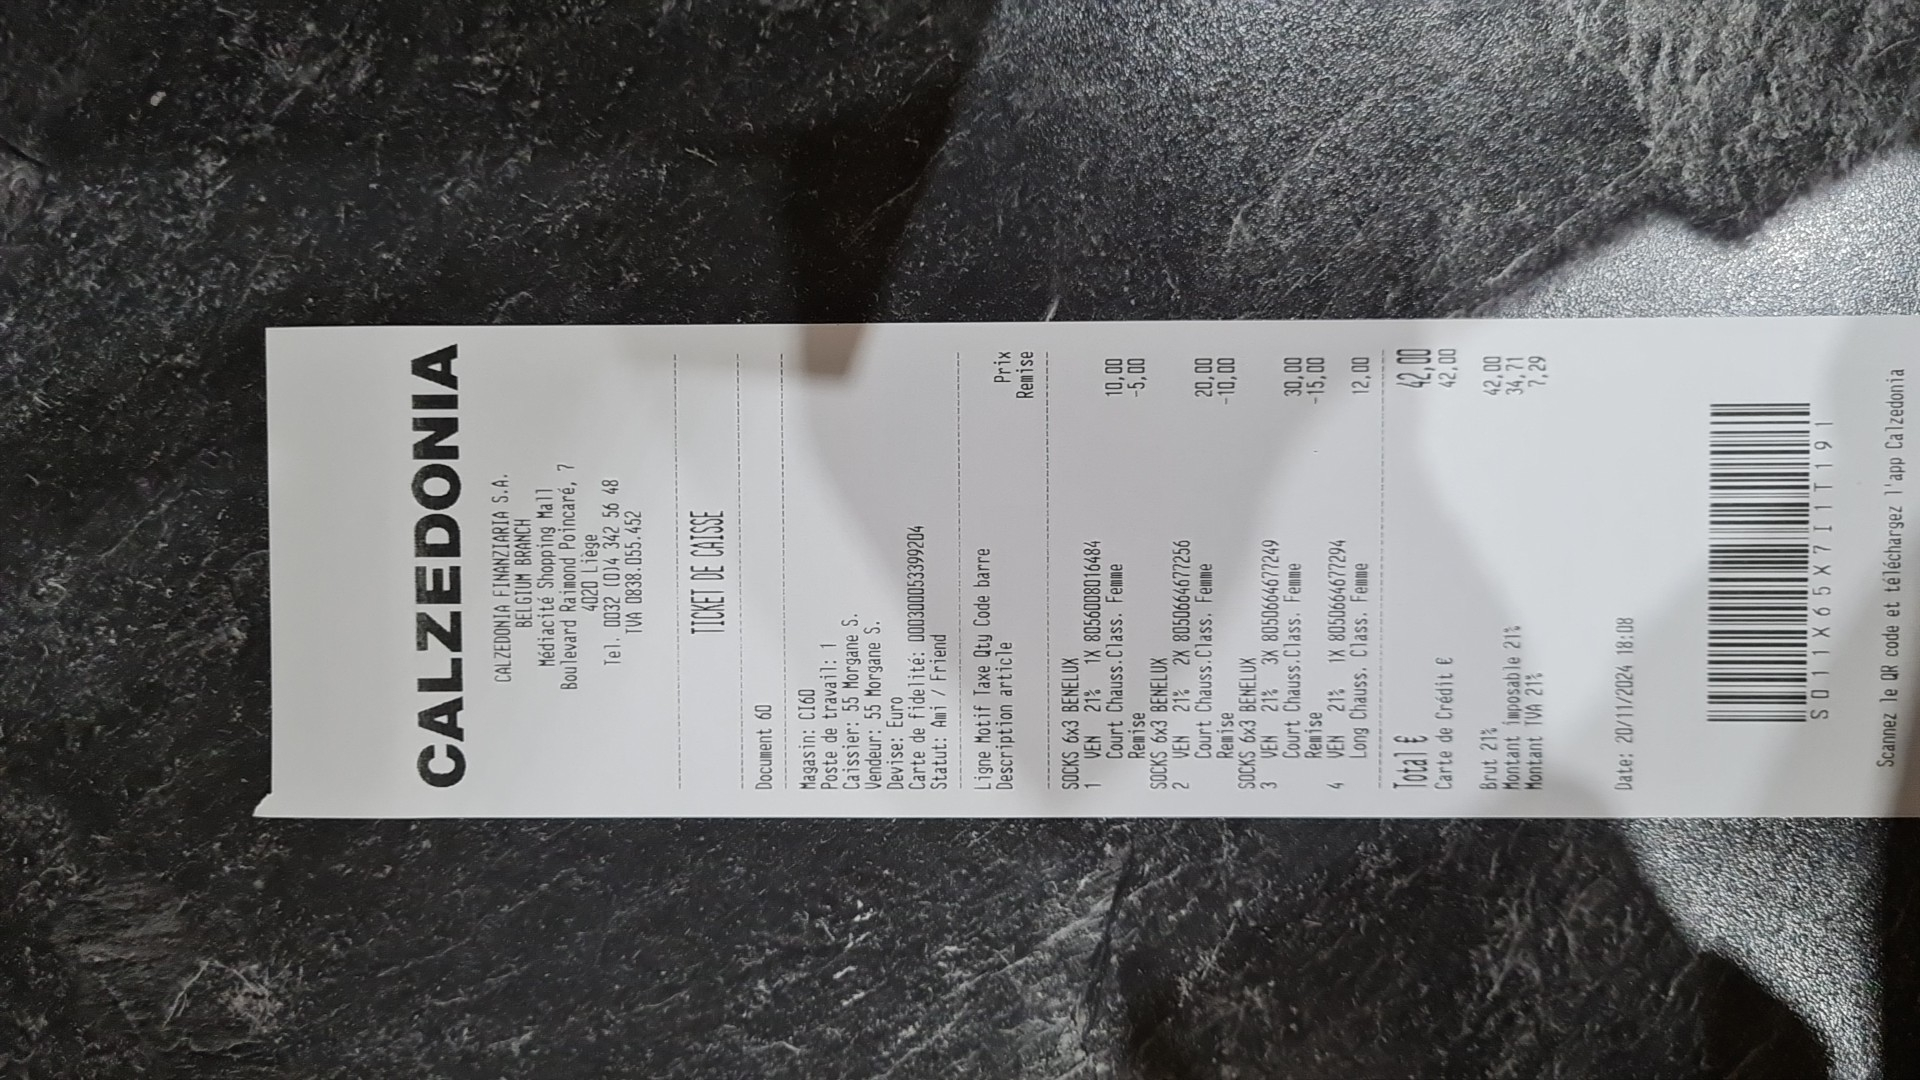 CALZEDONIA
CALZEDONIA FINANZIARIA S.A.
BELGIUM BRANCH
Médiacité Shopping Mall
Boulevard Raimond Poincaré, 7
4020 Liège
Tel. 0032 (0)4 342 56 48
TVA 0838.055.452
TICKET DE CAISSE
Document 60
Magasin: CI60
Poste de travail: 1
Caissier: 55 Morgane S.
Vendeur: 55 Morgane S.
Devise: Euro
Carte de fidelité: 0003000533992D4
Statut: Ami / Friend
Ligne Motif Taxe Qty Code barre Prix
Description article Remise
SOCKS 6x3 BENELUX
1 VEN 21% 1X 8056008016484 10,00
Court Chauss.Class. Femme
Remise -5,00
SOCKS 6x3 BENELUX
2 VEN 21% 2X 8050664677256 20,00
Court Chauss.Class. Femme
Remise -10,00
SOCKS 6x3 BENELUX
3 VEN 21% 3X 8050664677249 30,00
Court Chauss.Class. Femme
Remise -15,00
4 VEN 21% 1X 8050664677294
Long Chauss. Class. Femme 12,00
Total € 42,00
Carte de Crédit € 42,00
Brut 21% 42,00
Montant imposable 21% 34,71
Montant TVA 21% 7,29
Date: 20/11/2024 18:08
S011X65X7I1T191
Scannez le QR code et téléchargez l'app Calzedonia